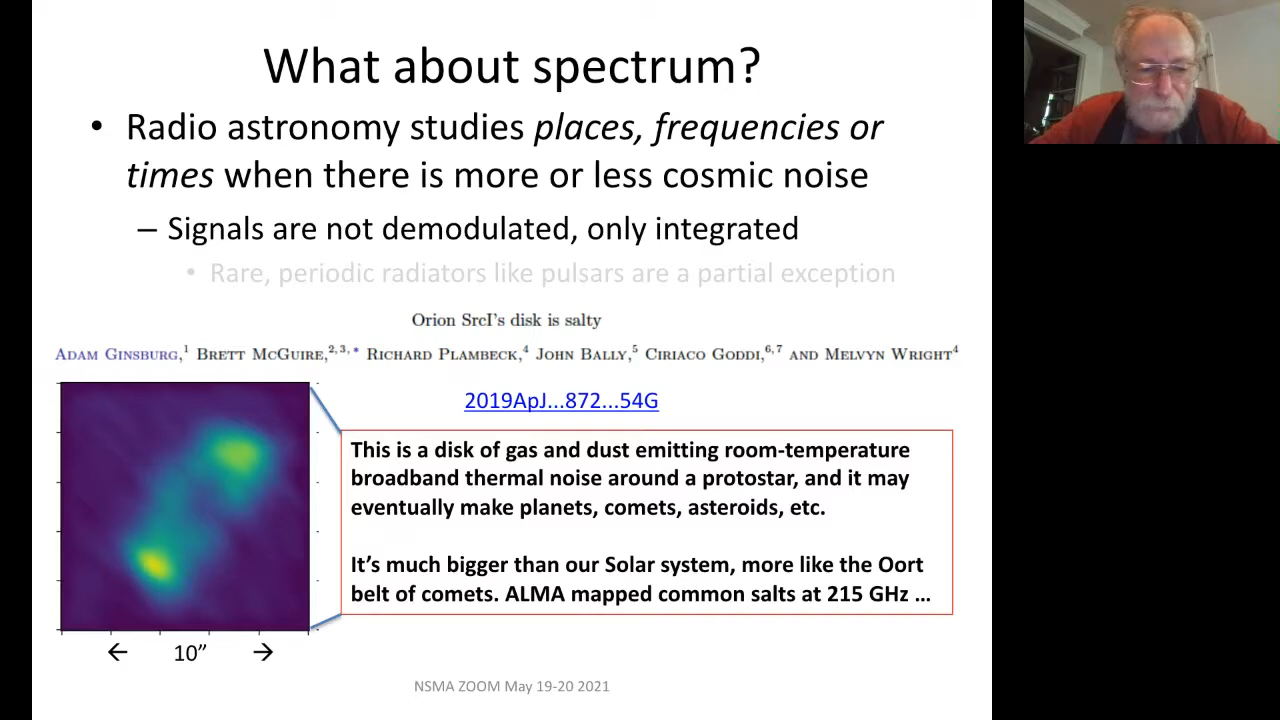 What about spectrum?
• Radio astronomy studies places, frequencies or
times when there is more or less cosmic noise
– Signals are not demodulated, only integrated
• Rare, periodic radiators like pulsars are a partial exception
Orion SrcI's disk is salty
Adam Ginsburg,1 Brett McGuire,2,3,* Richard Plambeck,4 John Bally,5 Ciriaco Goddi,6,7 and Melvyn Wright4
2019ApJ...872...54G
This is a disk of gas and dust emitting room-temperature
broadband thermal noise around a protostar, and it may
eventually make planets, comets, asteroids, etc.
It's much bigger than our Solar system, more like the Oort
belt of comets. ALMA mapped common salts at 215 GHz …
← 10” →
NSMA ZOOM May 19-20 2021